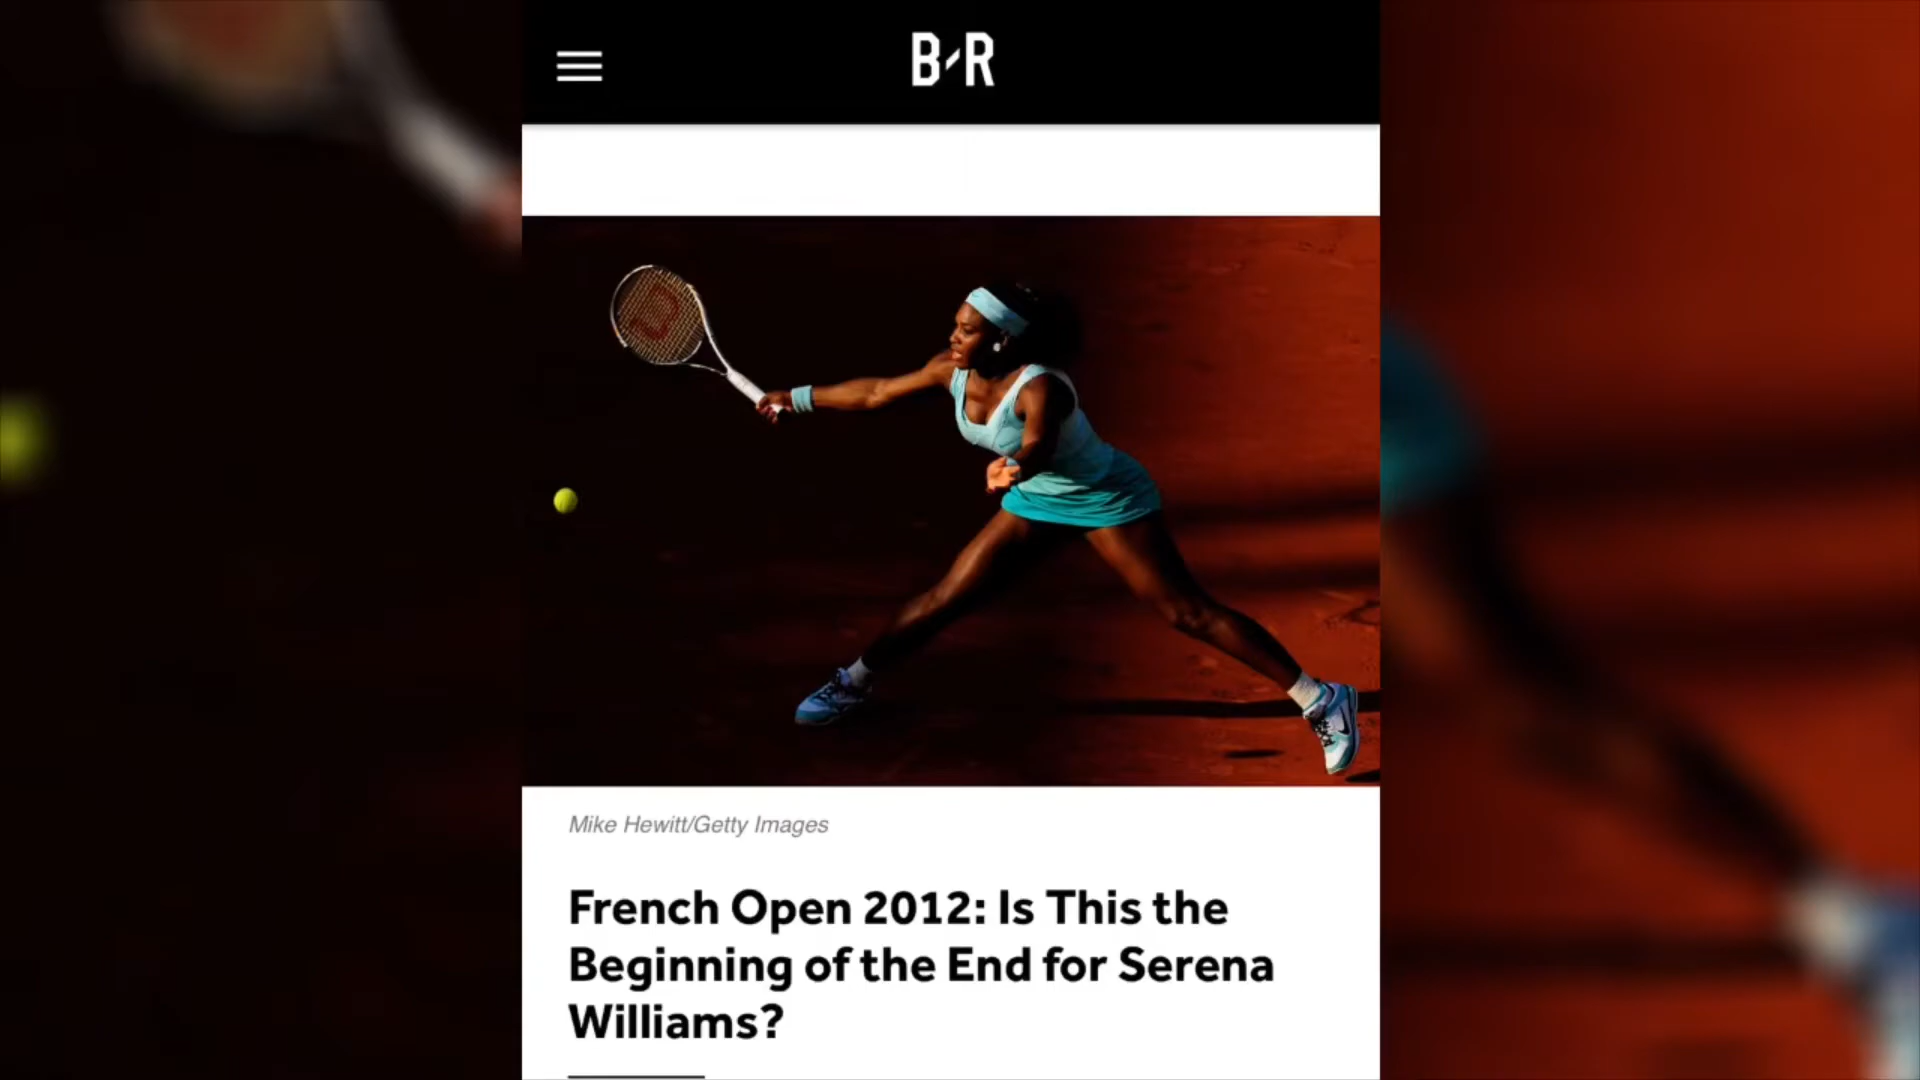 B/R
Mike Hewitt/Getty Images
French Open 2012: Is This the
Beginning of the End for Serena
Williams?